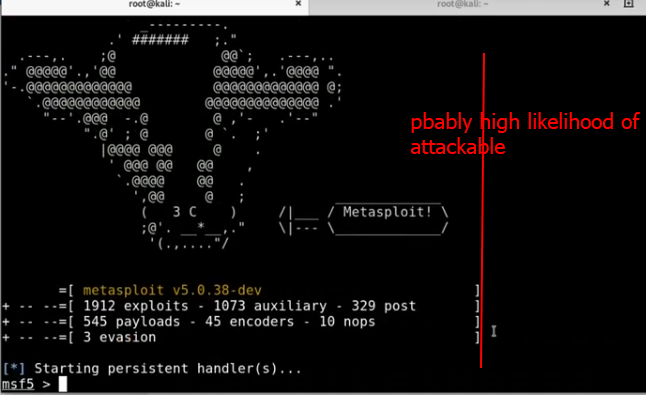 root@kali: ~
root@kali: ~
#######
3 C
Metasploit!
pbably high likelihood of
attackable
=[ metasploit v5.0.38-dev ]
+ -- --=[ 1912 exploits - 1073 auxiliary - 329 post ]
+ -- --=[ 545 payloads - 45 encoders - 10 nops ]
+ -- --=[ 3 evasion ]
[*] Starting persistent handler(s)...
msf5 >